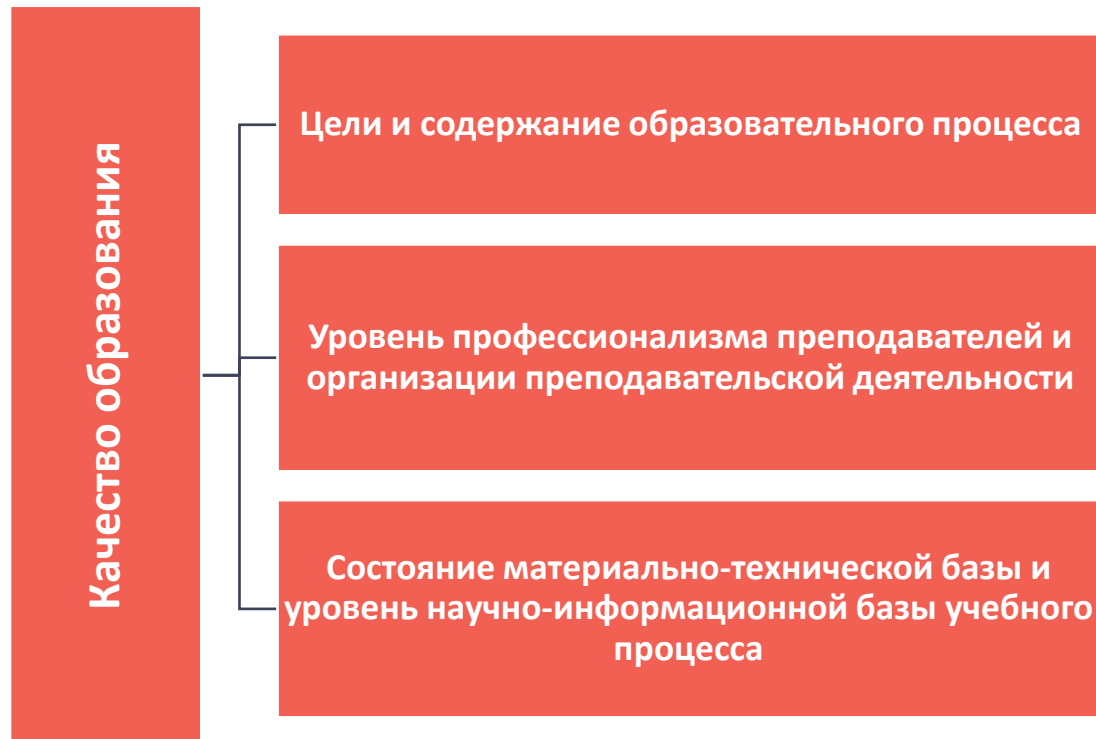 Качество образования
Цели и содержание образовательного процесса
Уровень профессионализма преподавателей и
организации преподавательской деятельности
Состояние материально-технической базы и
уровень научно-информационной базы учебного
процесса